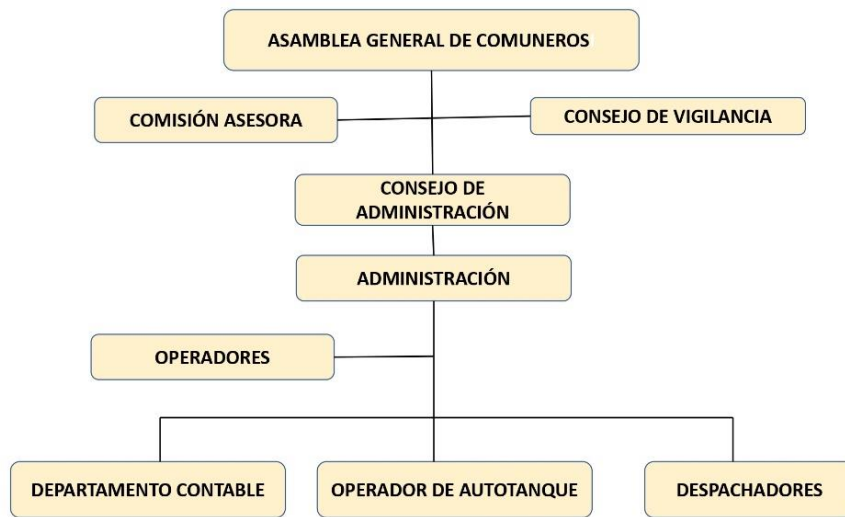 ASAMBLEA GENERAL DE COMUNEROS
COMISIÓN ASESORA
CONSEJO DE VIGILANCIA
CONSEJO DE
ADMINISTRACIÓN
ADMINISTRACIÓN
OPERADORES
DEPARTAMENTO CONTABLE
OPERADOR DE AUTOTANQUE
DESPACHADORES